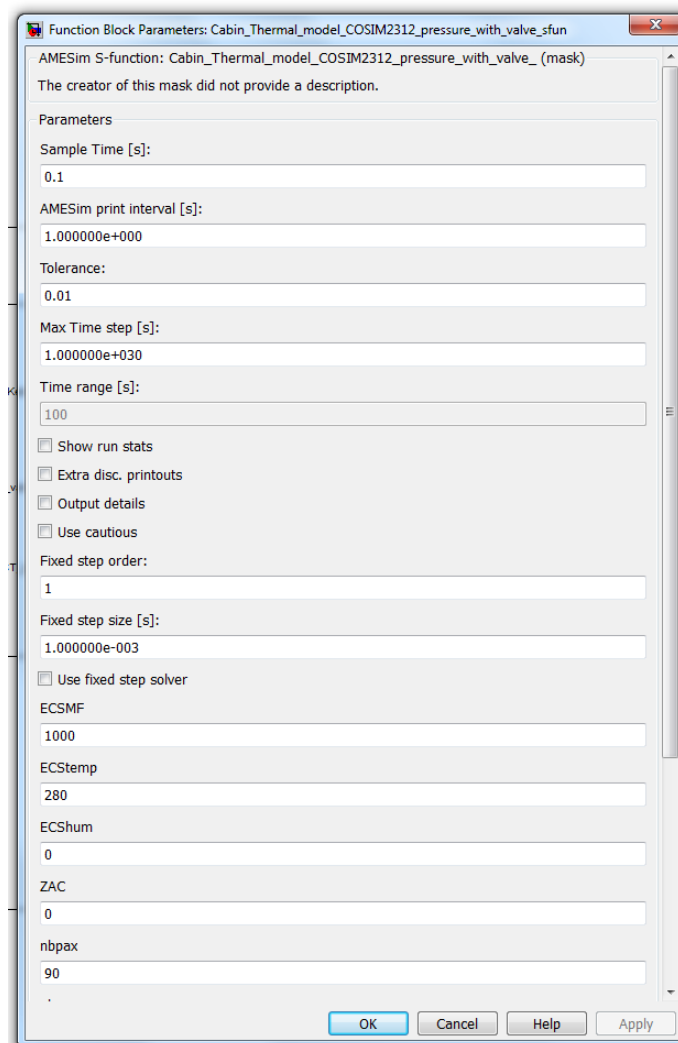 Function Block Parameters: Cabin_Thermal_model_COSIM2312_pressure_with_valve_sfun
AMESim S-function: Cabin_Thermal_model_COSIM2312_pressure_with_valve_ (mask)
The creator of this mask did not provide a description.
Parameters
Sample Time [s]:
0.1
AMESim print interval [s]:
1.000000e+000
Tolerance:
0.01
Max Time step [s]:
1.000000e+030
Time range [s]:
100
Show run stats
Extra disc. printouts
Output details
Use cautious
Fixed step order:
1
Fixed step size [s]:
1.000000e-003
Use fixed step solver
ECSMF
1000
ECStemp
280
ECShum
0
ZAC
0
nbpax
90
OK
Cancel
Help
Apply